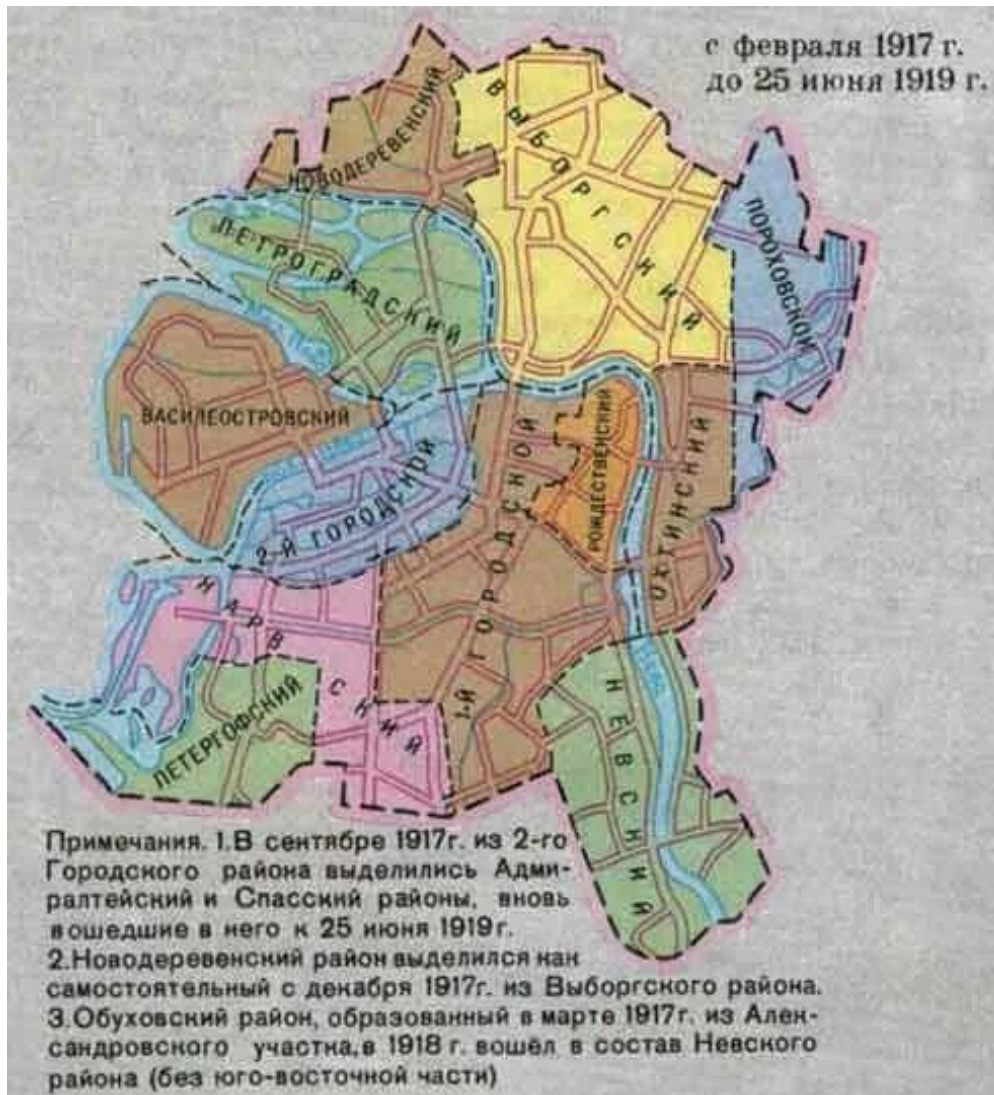 с февраля 1917 г.
до 25 июня 1919 г.
НОВОДЕРЕВЕНСКИЙ
ВЫБОРГСКИЙ
ПОРОХОВСКОЙ
ПЕТРОГРАДСКИЙ
ВАСИЛЕОСТРОВСКИЙ
2-Й ГОРОДСКОЙ
1-Й ГОРОДСКОЙ
РОЖДЕСТВЕНСКИЙ
ОХТИНСКИЙ
НАРВСКИЙ
ПЕТЕРГОФСКИЙ
НЕВСКИЙ
Примечания. 1.В сентябре 1917г. из 2-го
Городского района выделились Адми-
ралтейский и Спасский районы, вновь
вошедшие в него к 25 июня 1919г.
2.Новодеревенский район выделился как
самостоятельный с декабря 1917г. из Выборгского района.
3.Обуховский район, образованный в марте 1917г. из Алек-
сандровского участка,в 1918 г. вошёл в состав Невского
района (без юго-восточной части)